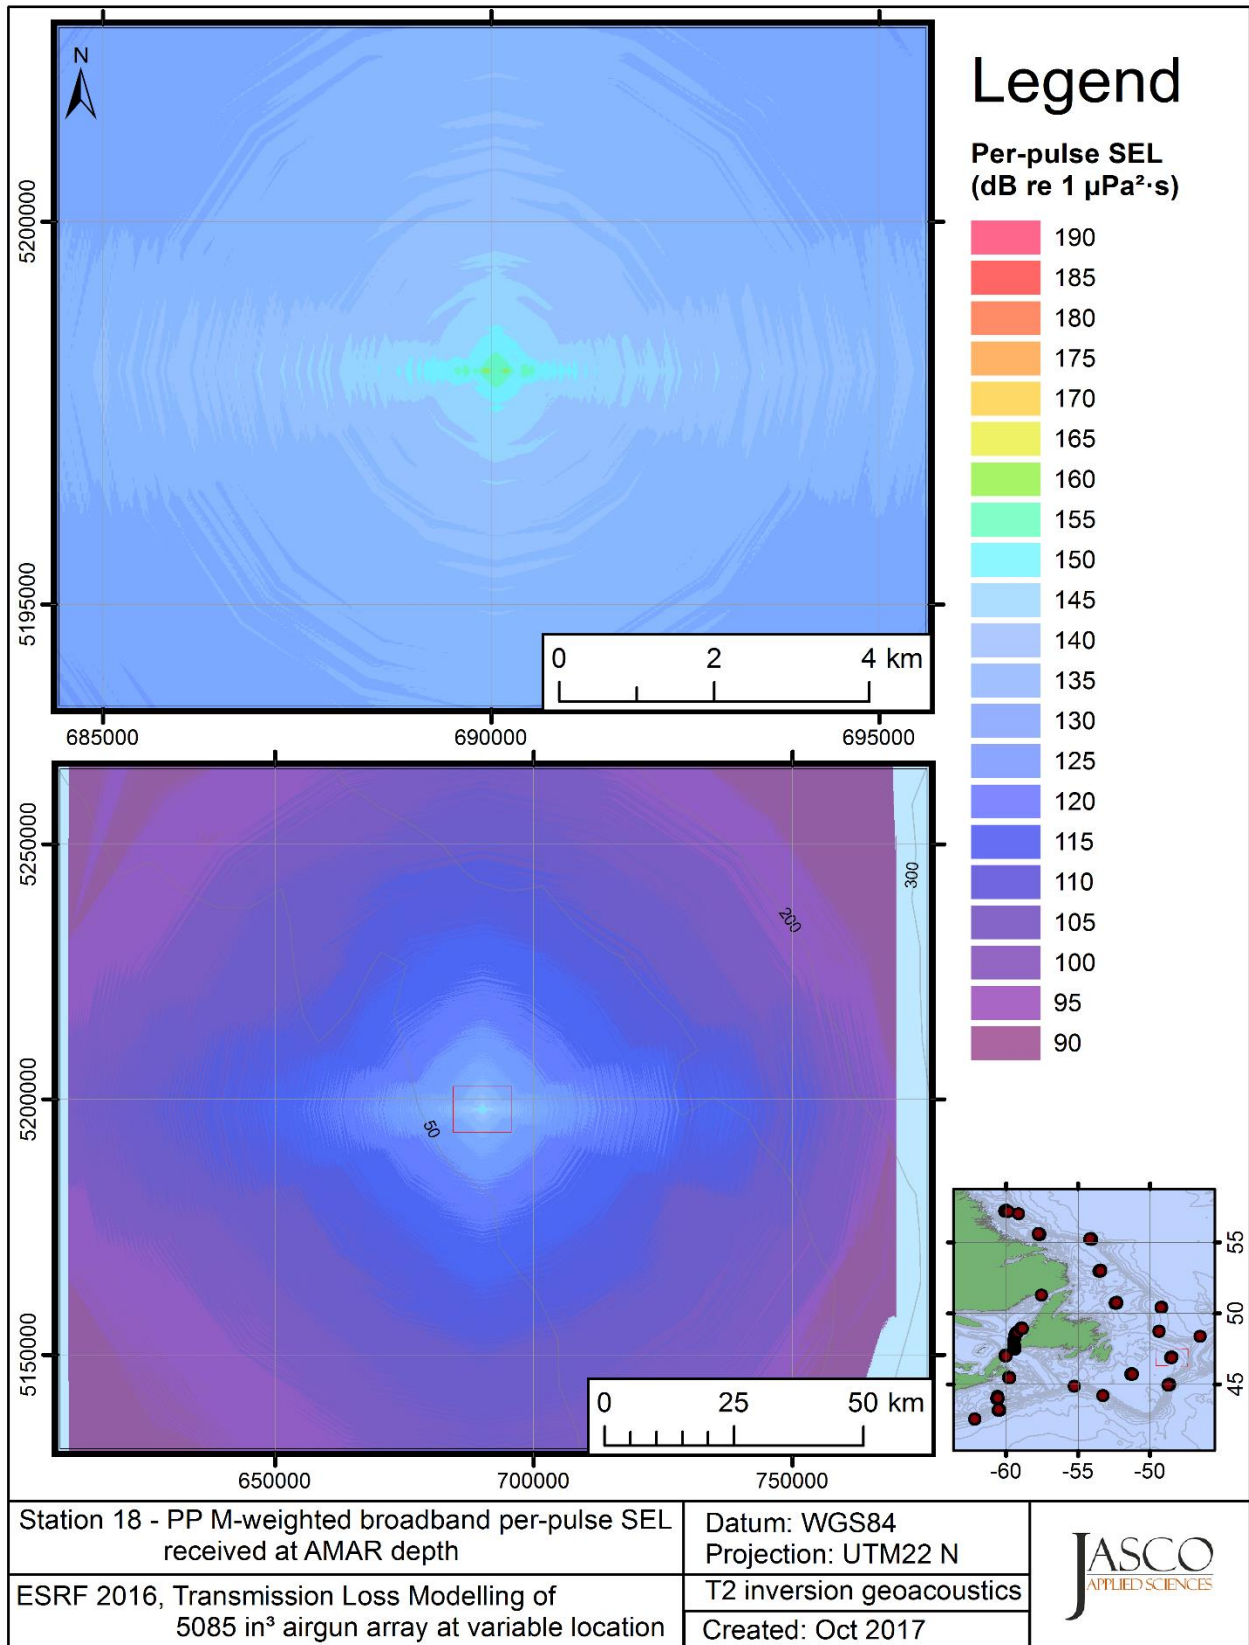 N
5200000
5195000
0 2 4 km
685000 690000 695000
Legend
Per-pulse SEL
(dB re 1 µPa²·s)
190
185
180
175
170
165
160
155
150
145
140
135
130
125
120
115
110
105
100
95
90
5250000
5200000
5150000
300
200
50
0 25 50 km
650000 700000 750000
55
50
45
-60 -55 -50
Station 18 - PP M-weighted broadband per-pulse SEL
received at AMAR depth
ESRF 2016, Transmission Loss Modelling of
5085 in³ airgun array at variable location
Datum: WGS84
Projection: UTM22 N
T2 inversion geoacoustics
Created: Oct 2017
JASCO
APPLIED SCIENCES